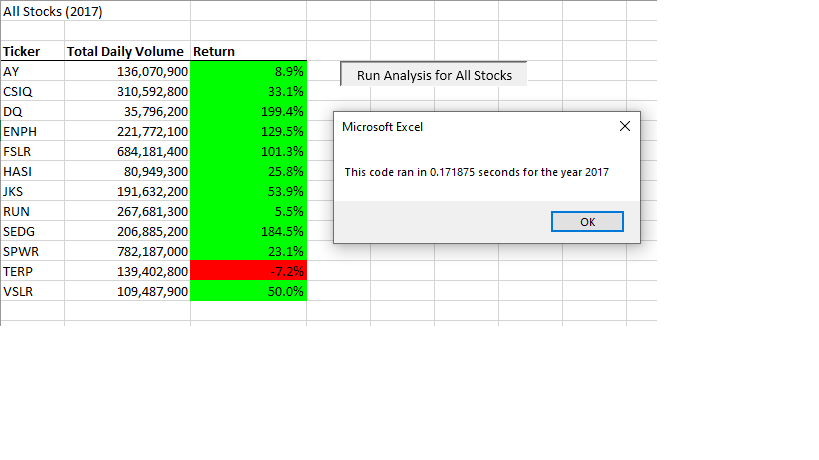 All Stocks (2017)
Ticker Total Daily Volume Return
AY 136,070,900 8.9%
CSIQ 310,592,800 33.1%
DQ 35,796,200 199.4%
ENPH 221,772,100 129.5%
FSLR 684,181,400 101.3%
HASI 80,949,300 25.8%
JKS 191,632,200 53.9%
RUN 267,681,300 5.5%
SEDG 206,885,200 184.5%
SPWR 782,187,000 23.1%
TERP 139,402,800 -7.2%
VSLR 109,487,900 50.0%
Run Analysis for All Stocks
Microsoft Excel
This code ran in 0.171875 seconds for the year 2017
OK